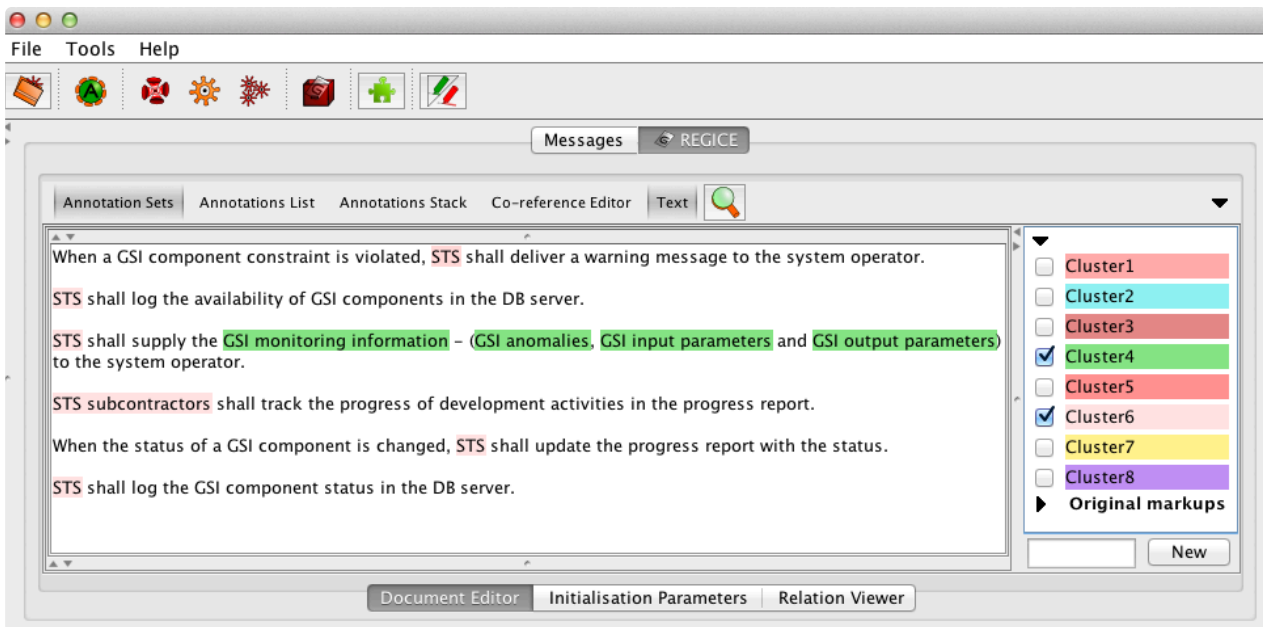 File Tools Help
Messages REGICE
Annotation Sets Annotations List Annotations Stack Co-reference Editor Text
When a GSI component constraint is violated, STS shall deliver a warning message to the system operator.
STS shall log the availability of GSI components in the DB server.
STS shall supply the GSI monitoring information – (GSI anomalies, GSI input parameters and GSI output parameters)
to the system operator.
STS subcontractors shall track the progress of development activities in the progress report.
When the status of a GSI component is changed, STS shall update the progress report with the status.
STS shall log the GSI component status in the DB server.
Cluster1
Cluster2
Cluster3
Cluster4
Cluster5
Cluster6
Cluster7
Cluster8
Original markups
New
Document Editor Initialisation Parameters Relation Viewer